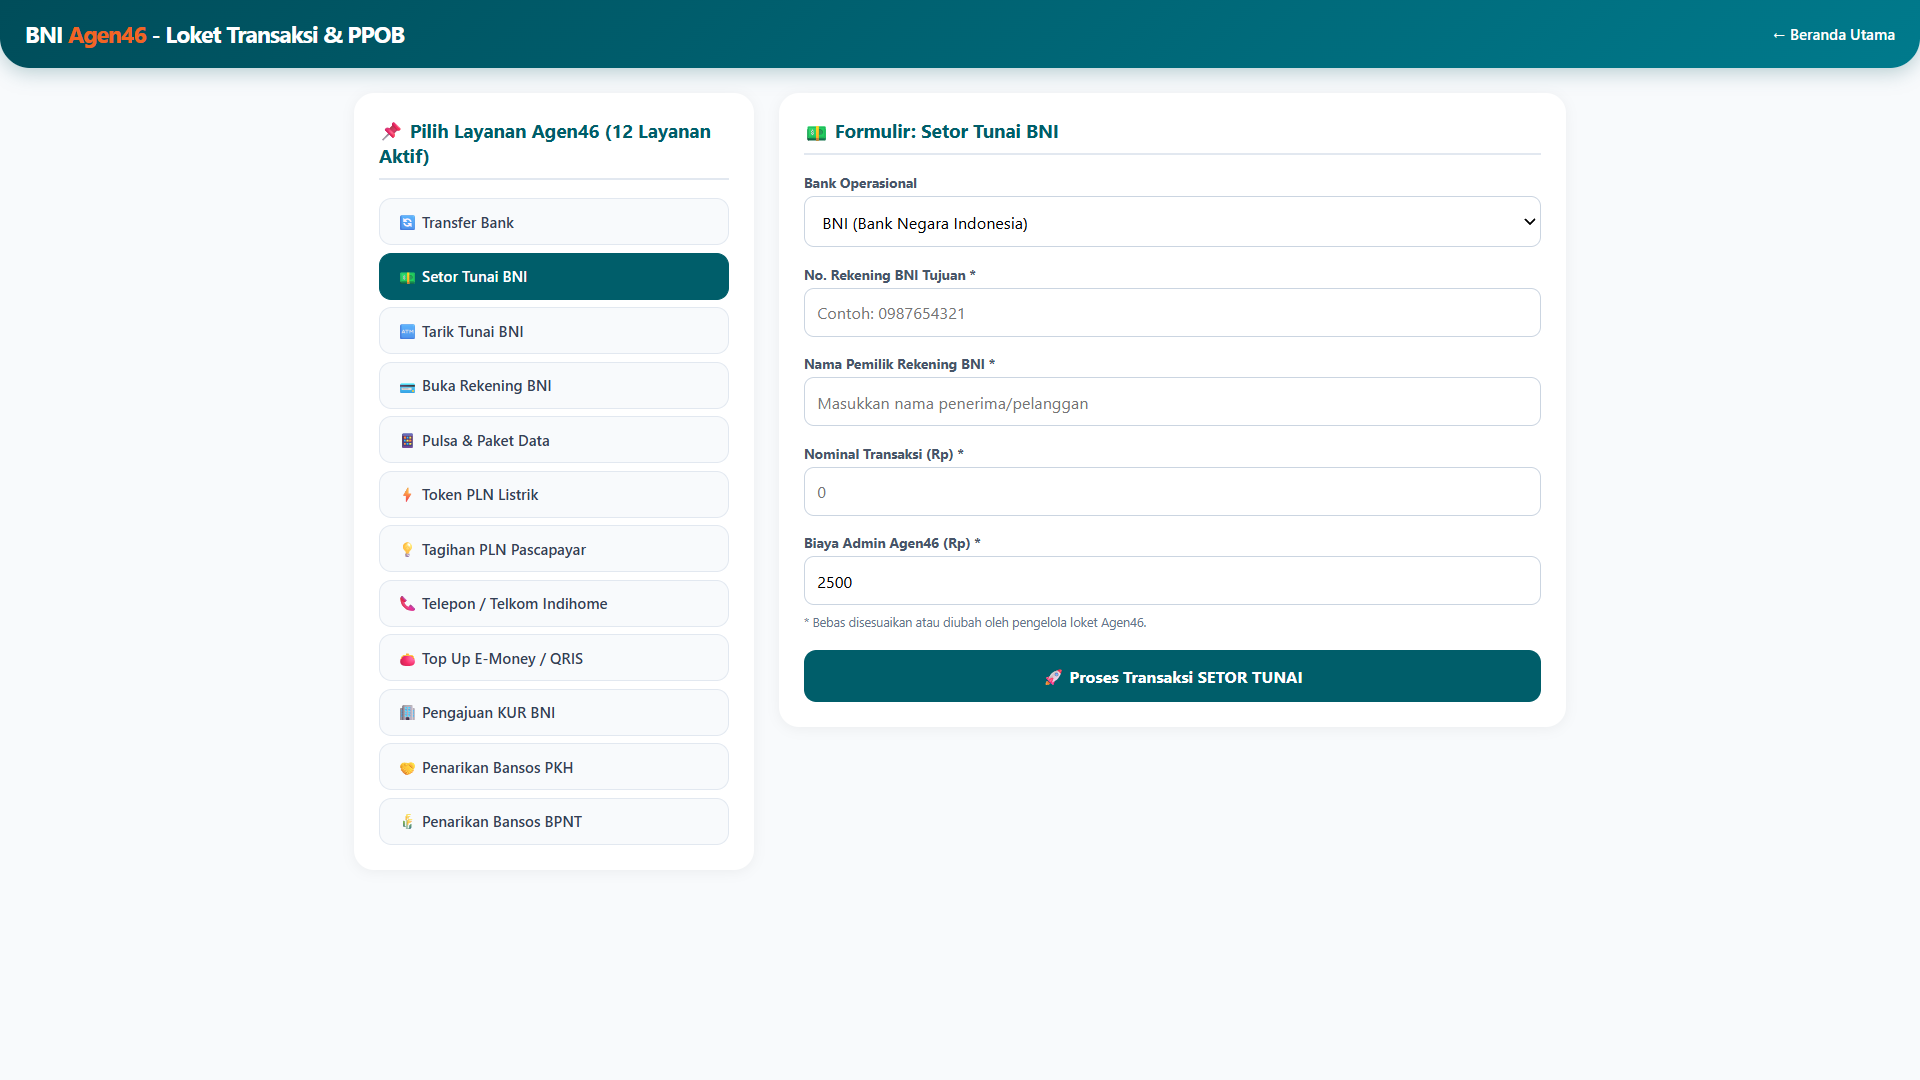 BNI Agen46 - Loket Transaksi & PPOB
← Beranda Utama
Pilih Layanan Agen46 (12 Layanan
Aktif)
Transfer Bank
Setor Tunai BNI
Tarik Tunai BNI
Buka Rekening BNI
Pulsa & Paket Data
Token PLN Listrik
Tagihan PLN Pascapayar
Telepon / Telkom Indihome
Top Up E-Money / QRIS
Pengajuan KUR BNI
Penarikan Bansos PKH
Penarikan Bansos BPNT
Formulir: Setor Tunai BNI
Bank Operasional
BNI (Bank Negara Indonesia)
No. Rekening BNI Tujuan *
Contoh: 0987654321
Nama Pemilik Rekening BNI *
Masukkan nama penerima/pelanggan
Nominal Transaksi (Rp) *
0
Biaya Admin Agen46 (Rp) *
2500
* Bebas disesuaikan atau diubah oleh pengelola loket Agen46.
Proses Transaksi SETOR TUNAI